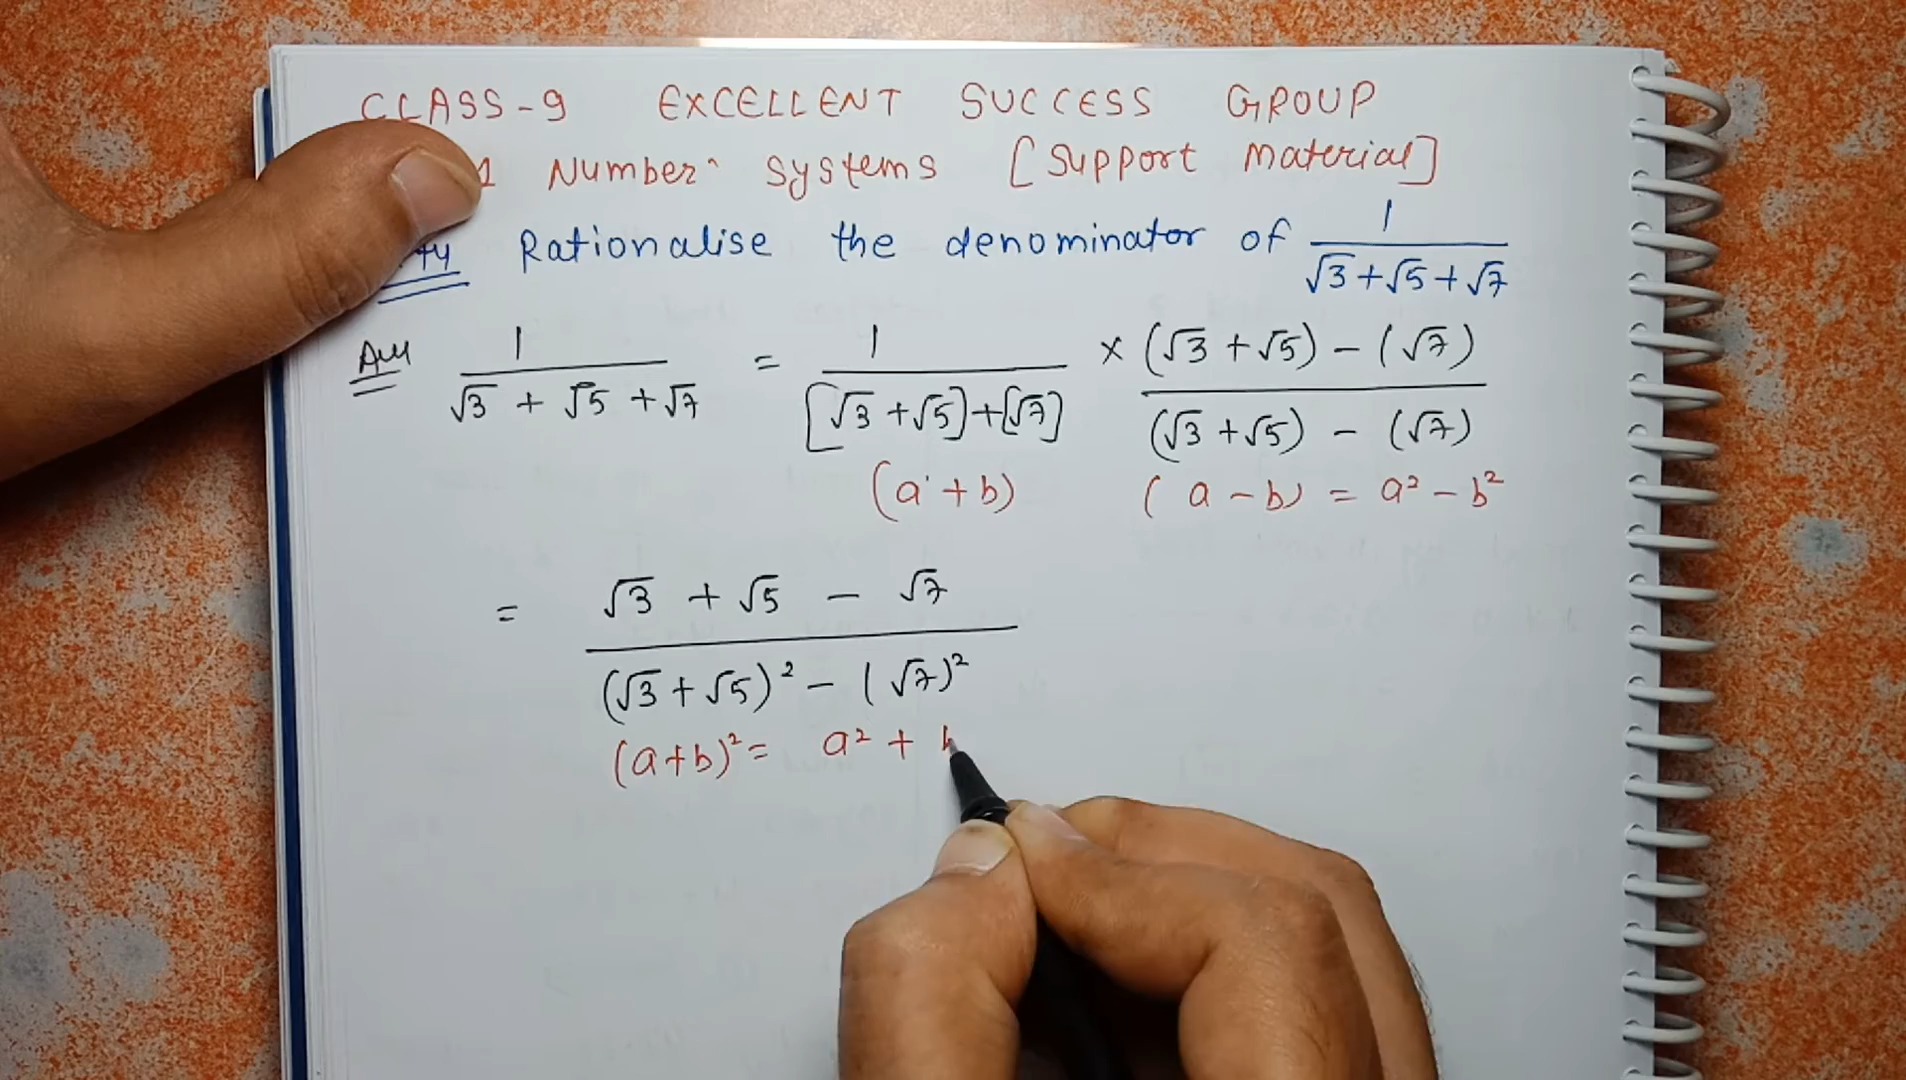 CLASS-9 EXCELLENT SUCCESS GROUP
1 Number Systems [Support Material]
Rationalise the denominator of 1/(√3+√5+√7)
Ans 1/(√3 + √5 + √7) = 1/([√3+√5]+[√7]) × ((√3+√5)-(√7))/((√3+√5)-(√7))
(a+b) (a-b) = a²-b²
= (√3 + √5 - √7)/((√3+√5)² - (√7)²)
(a+b)² = a² +